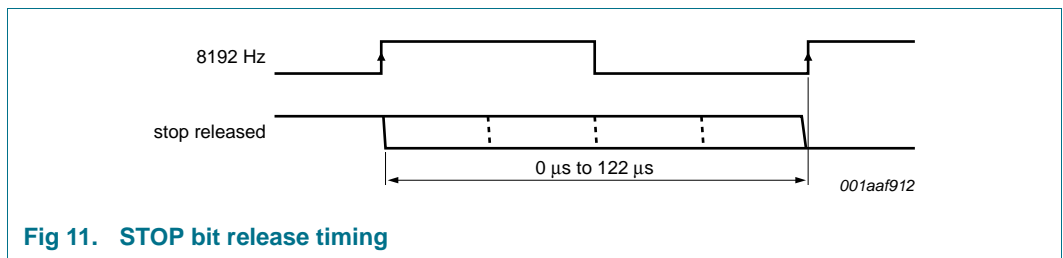 8192 Hz
stop released
0 μs to 122 μs
001aaf912
Fig 11. STOP bit release timing